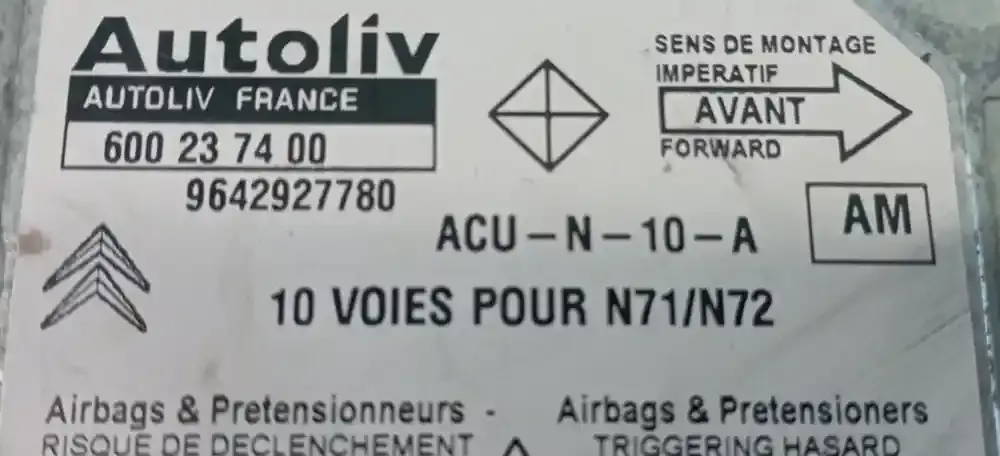 Autoliv
AUTOLIV FRANCE
600 23 74 00
9642927780
SENS DE MONTAGE
IMPERATIF
AVANT
FORWARD
ACU-N-10-A
AM
10 VOIES POUR N71/N72
Airbags & Pretensionneurs - Airbags & Pretensioners
RISQUE DE DECLENCHEMENT TRIGGERING HASARD